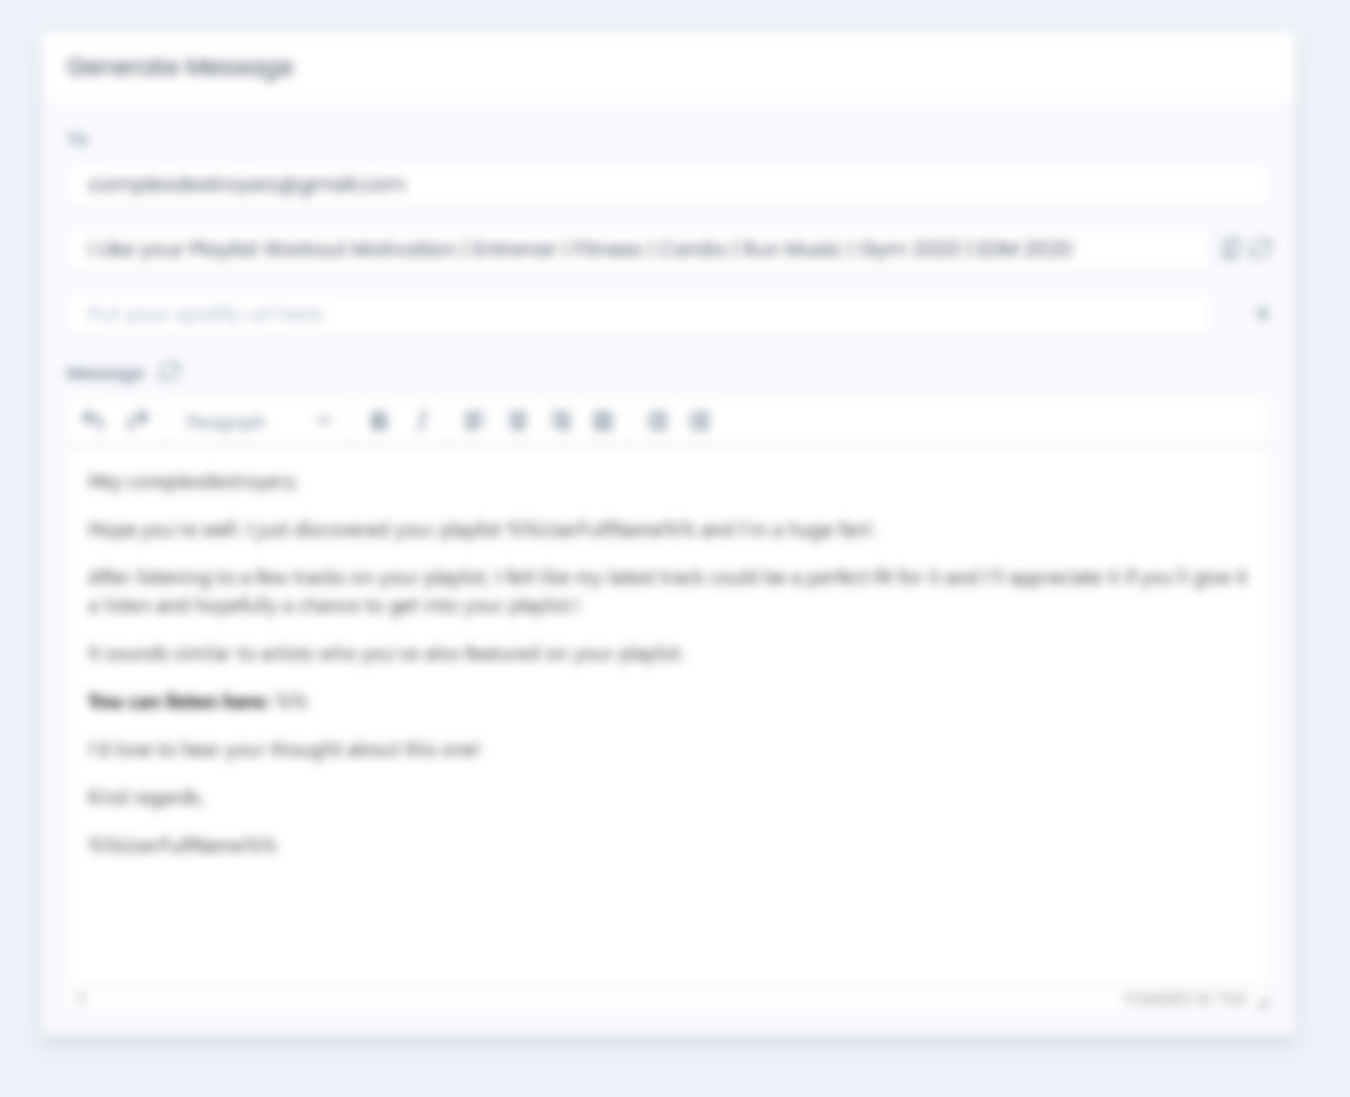 Generate Message
To
I Like your Playlist Workout Motivation | Entrenar | Fitness | Cardio | Run Music | Gym 2020 | EDM 2020
Put your spotify url here
Message
Paragraph
B I
Hey complexdestroyerz,
Hope you're well. I just discovered your playlist %%UserFullName%% and I'm a huge fan!
After listening to a few tracks on your playlist, I felt like my latest track could be a perfect fit for it and I'll appreciate it if you'll give it
a listen and hopefully a chance to get into your playlist!
It sounds similar to artists who you've also featured on your playlist.
You can listen here: %%
I'd love to hear your thought about this one!
Kind regards,
%%UserFullName%%
POWERED BY TINY